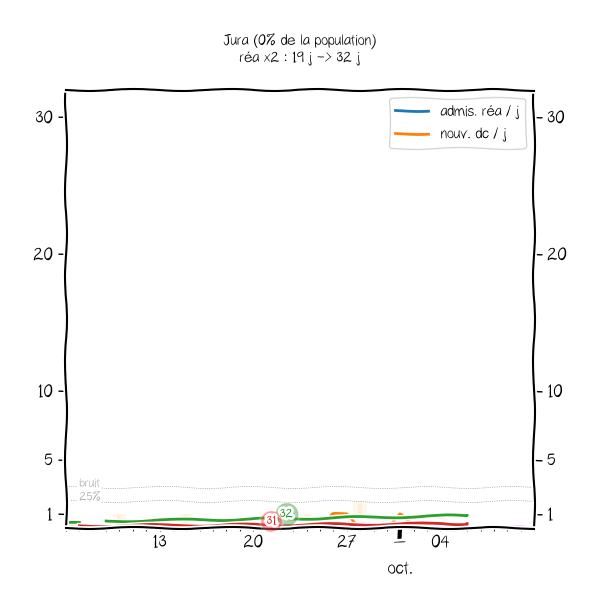 Jura (0% de la population)
réa x2 : 19 j -> 32 j
admis. réa / j
nouv. dc / j
30
30
20
20
10
10
5
5
bruit
25%
1
1
31
32
13
20
27
04
oct.